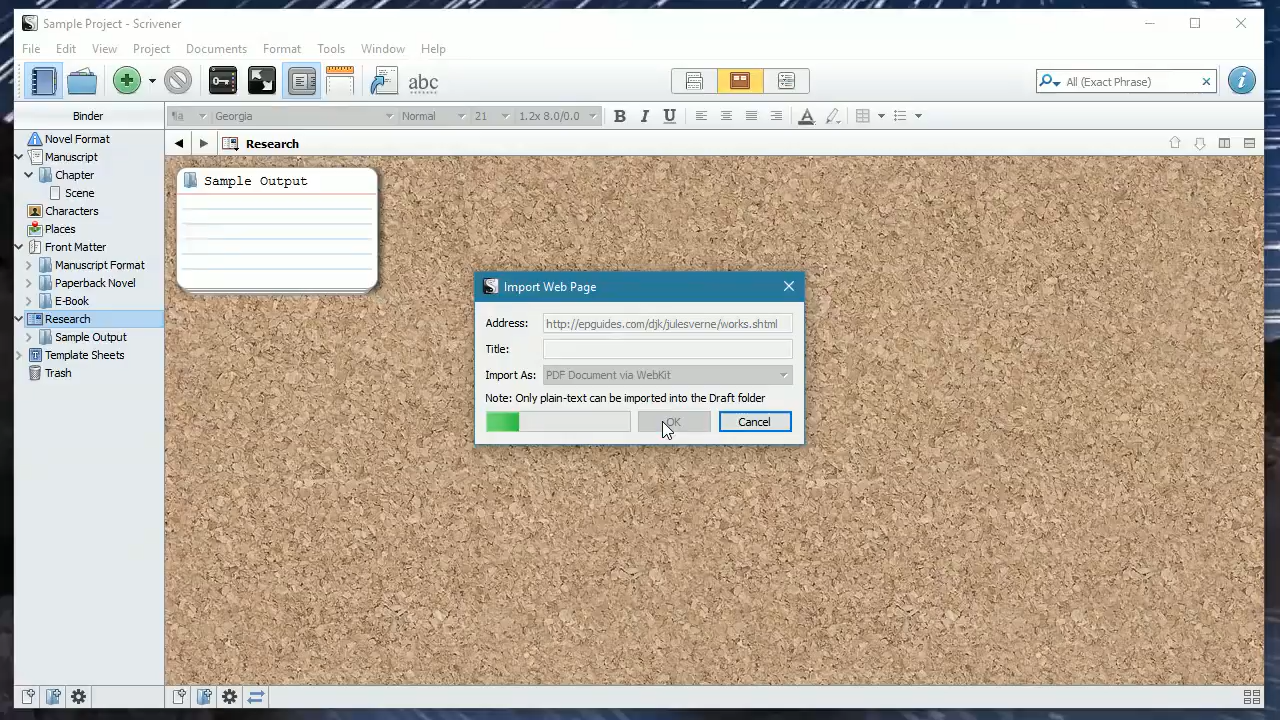 Sample Project - Scrivener
File Edit View Project Documents Format Tools Window Help
abc
All (Exact Phrase)
Binder
Georgia Normal 21 1.2x 8.0/0.0 B I U A
Research
Novel Format
Manuscript
Chapter
Scene
Characters
Places
Front Matter
Manuscript Format
Paperback Novel
E-Book
Research
Sample Output
Template Sheets
Trash
Sample Output
Import Web Page
Address: http://epguides.com/djk/julesverne/works.shtml
Title:
Import As: PDF Document via WebKit
Note: Only plain-text can be imported into the Draft folder
OK Cancel